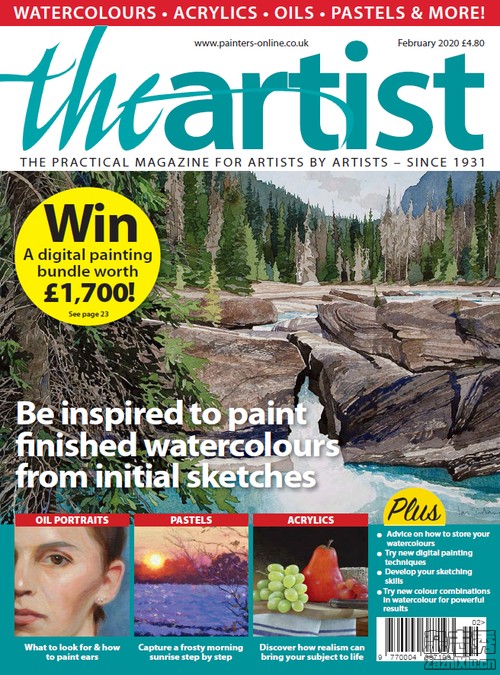 WATERCOLOURS • ACRYLICS • OILS • PASTELS & MORE!
www.painters-online.co.uk
February 2020 £4.80
the artist
THE PRACTICAL MAGAZINE FOR ARTISTS BY ARTISTS – SINCE 1931
Win
A digital painting
bundle worth
£1,700!
See page 23
Be inspired to paint
finished watercolours
from initial sketches
OIL PORTRAITS
What to look for & how
to paint ears
PASTELS
Capture a frosty morning
sunrise step by step
ACRYLICS
Discover how realism can
bring your subject to life
Plus
• Advice on how to store your
watercolours
• Try new digital painting
techniques
• Develop your sketching
skills
• Try new colour combinations
in watercolour for powerful
results
02>
zazhixiu.cn